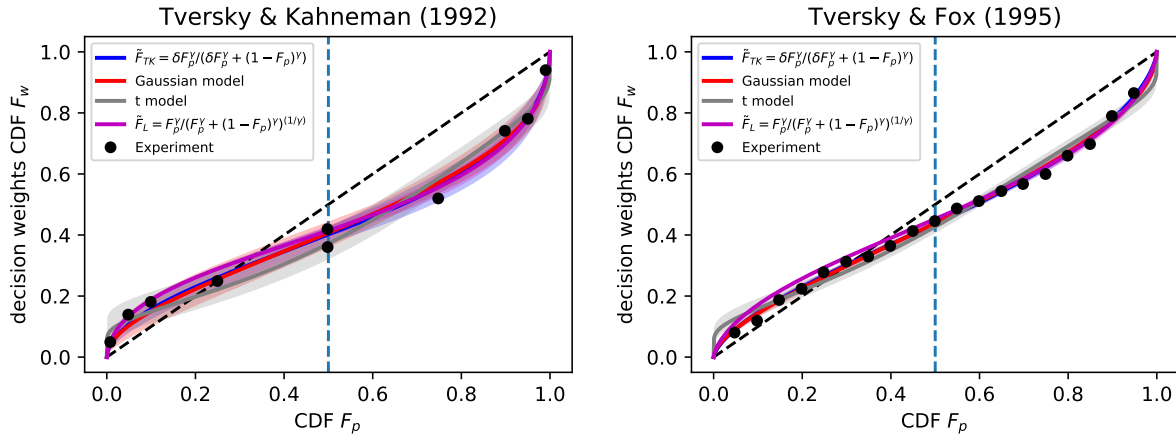 Tversky & Kahneman (1992)
1.0
0.8
0.6
0.4
0.2
0.0
decision weights CDF F_w
F̃_TK = δF_p^γ/(δF_p^γ + (1 − F_p)^γ)
Gaussian model
t model
F̃_L = F_p^γ/(F_p^γ + (1 − F_p)^γ)^(1/γ)
Experiment
0.0 0.2 0.4 0.6 0.8 1.0
CDF F_p
Tversky & Fox (1995)
1.0
0.8
0.6
0.4
0.2
0.0
decision weights CDF F_w
F̃_TK = δF_p^γ/(δF_p^γ + (1 − F_p)^γ)
Gaussian model
t model
F̃_L = F_p^γ/(F_p^γ + (1 − F_p)^γ)^(1/γ)
Experiment
0.0 0.2 0.4 0.6 0.8 1.0
CDF F_p